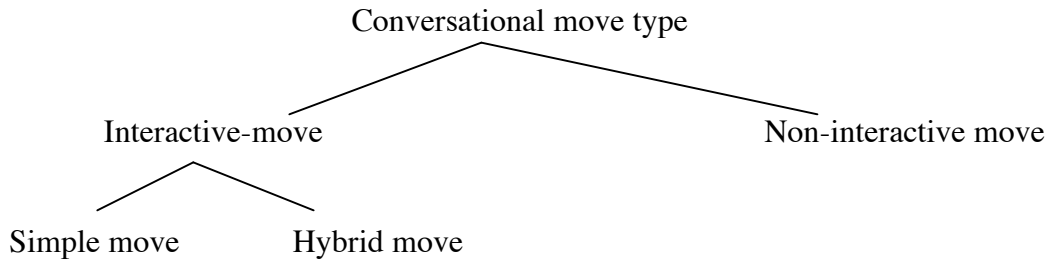 Conversational move type
Interactive-move
Non-interactive move
Simple move
Hybrid move